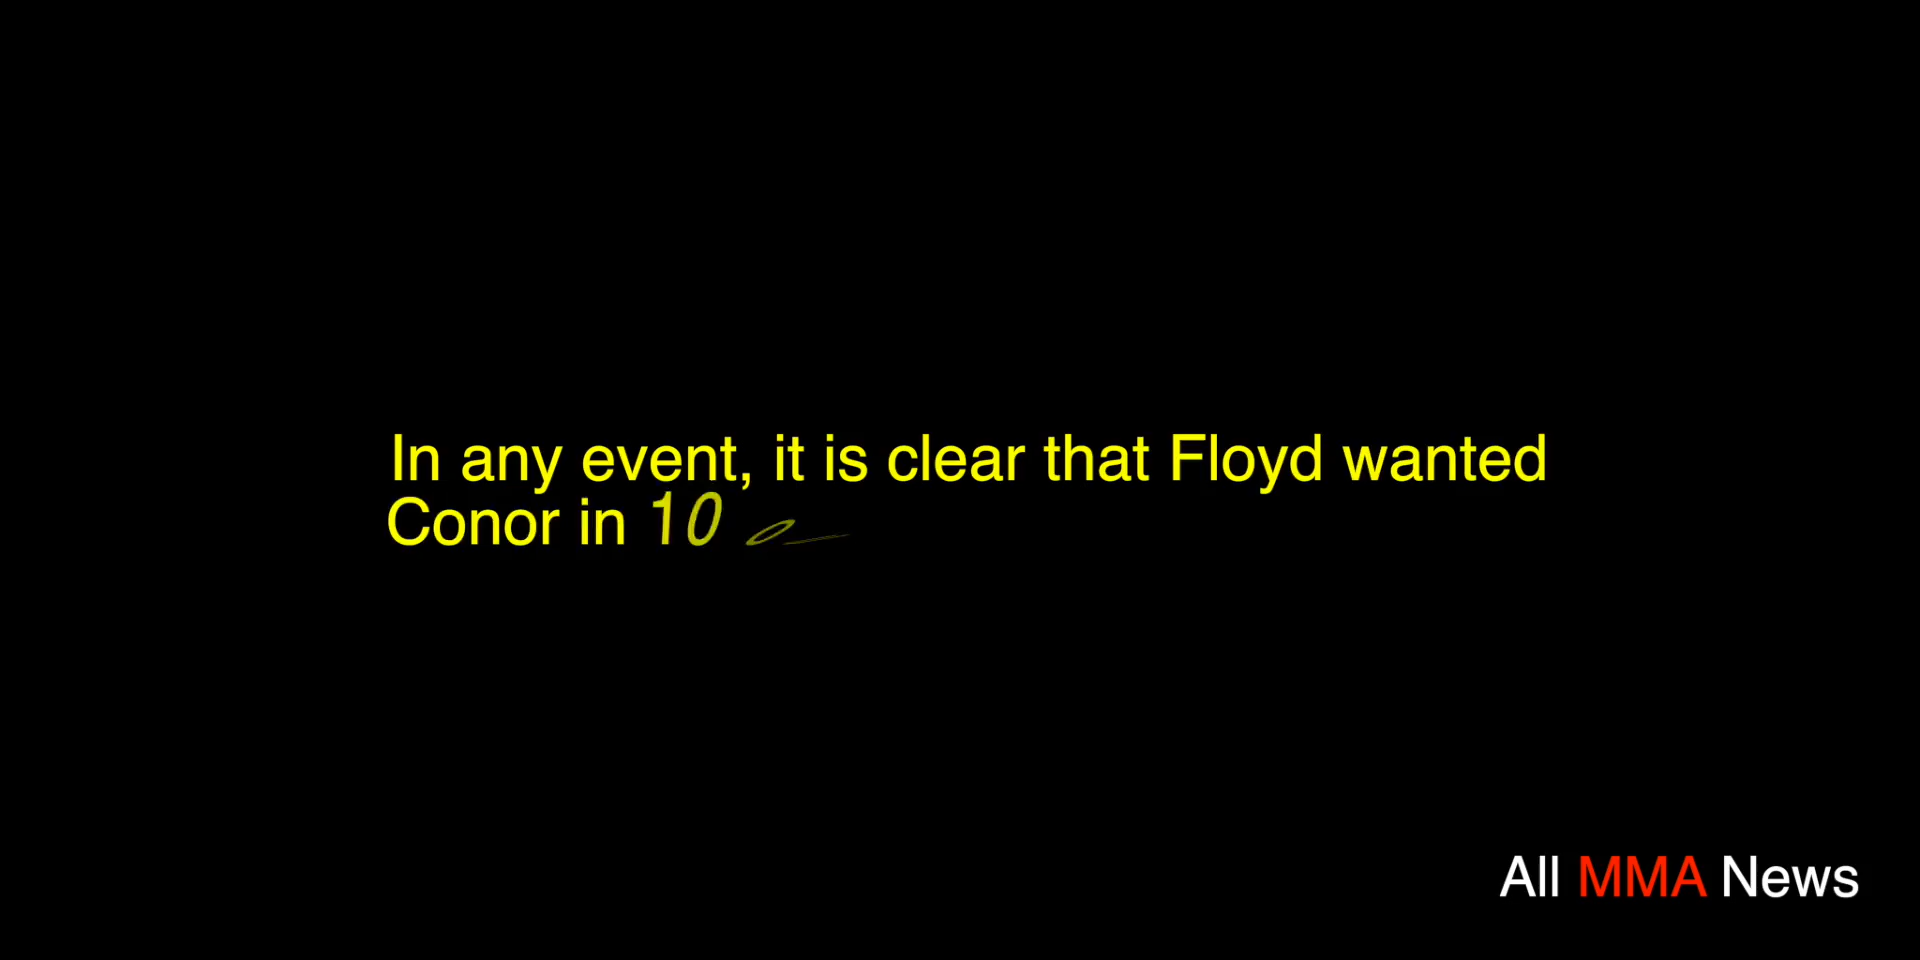 In any event, it is clear that Floyd wanted
Conor in 10
All MMA News